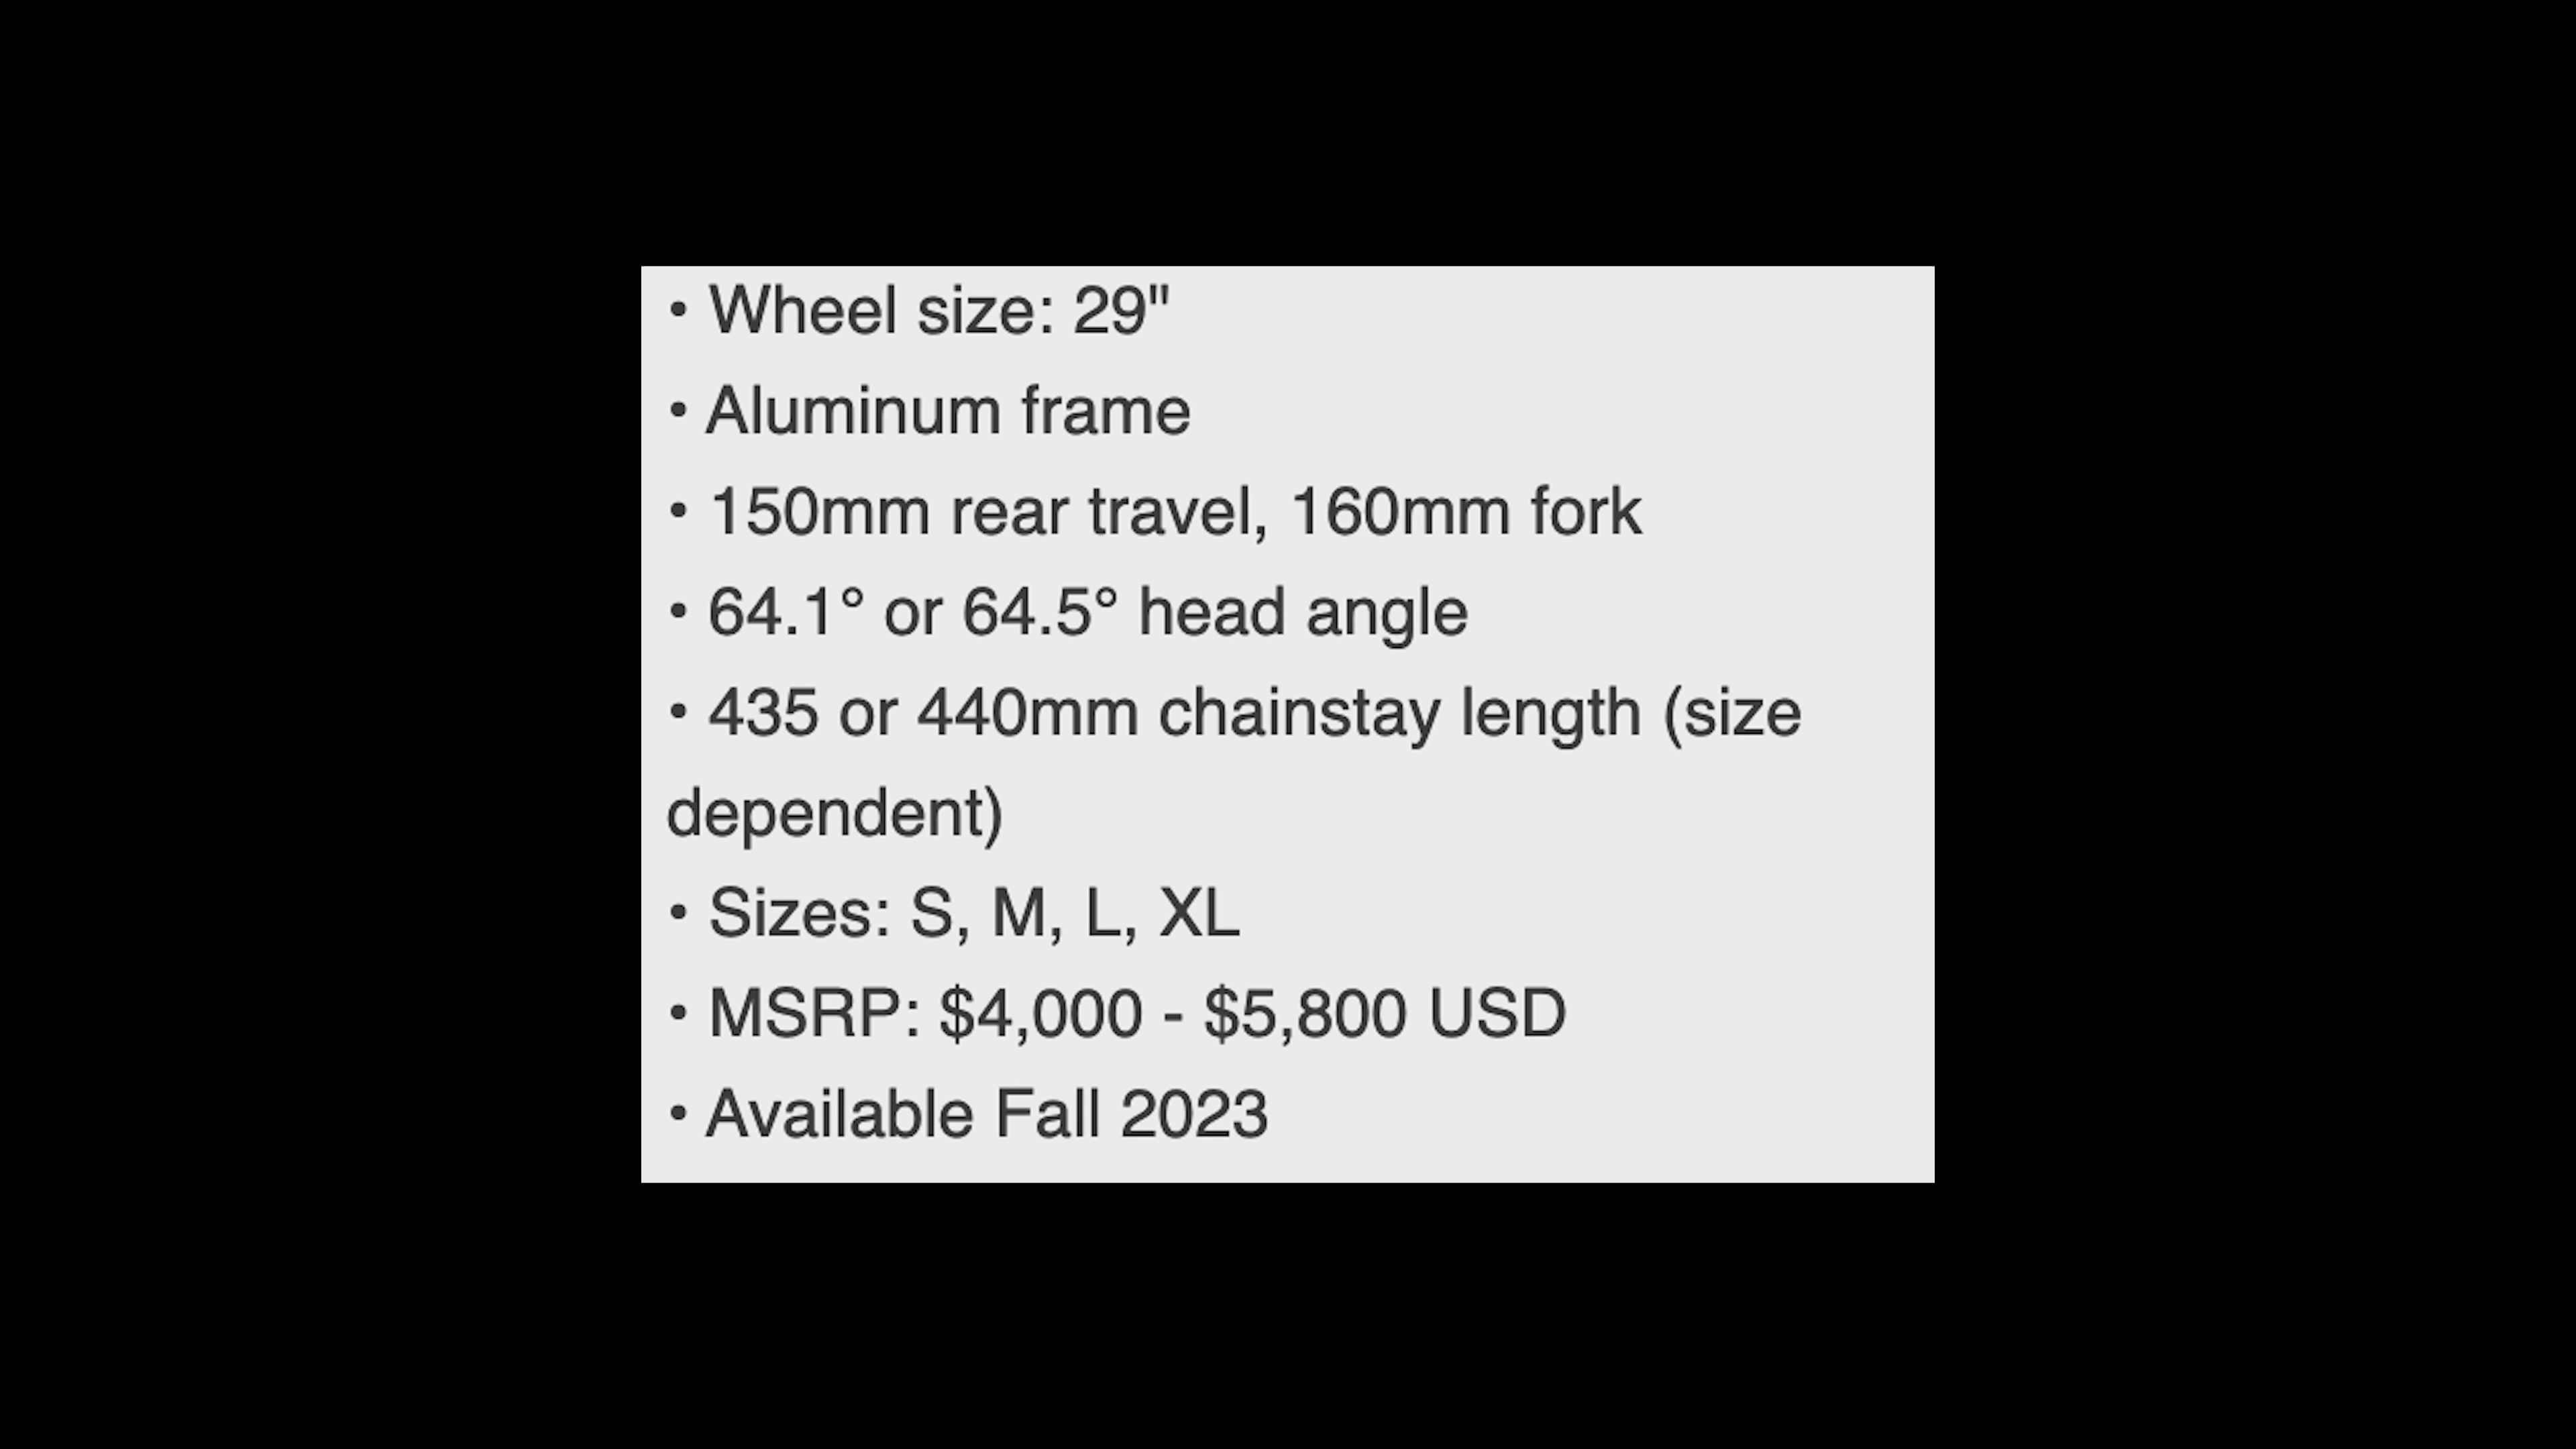 • Wheel size: 29"
• Aluminum frame
• 150mm rear travel, 160mm fork
• 64.1° or 64.5° head angle
• 435 or 440mm chainstay length (size
dependent)
• Sizes: S, M, L, XL
• MSRP: $4,000 - $5,800 USD
• Available Fall 2023